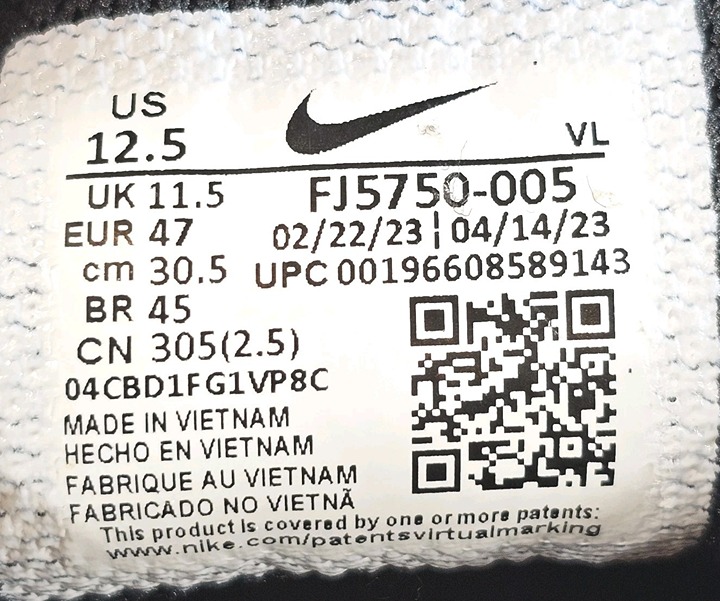 US
12.5
VL
UK 11.5
FJ5750-005
EUR 47
02/22/23 ¦ 04/14/23
cm 30.5
UPC 00196608589143
BR 45
CN 305(2.5)
04CBD1FG1VP8C
MADE IN VIETNAM
HECHO EN VIETNAM
FABRIQUE AU VIETNAM
FABRICADO NO VIETNÃ
This product is covered by one or more patents:
www.nike.com/patentsvirtualmarking